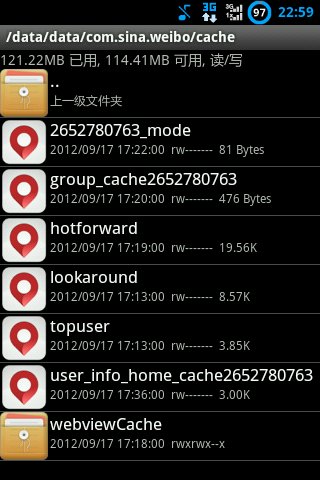 3G
3G
97
22:59
/data/data/com.sina.weibo/cache
121.22MB 已用, 114.41MB 可用, 读/写
..
上一级文件夹
2652780763_mode
2012/09/17 17:22:00 rw------- 81 Bytes
group_cache2652780763
2012/09/17 17:20:00 rw------- 476 Bytes
hotforward
2012/09/17 17:19:00 rw------- 19.56K
lookaround
2012/09/17 17:13:00 rw------- 8.57K
topuser
2012/09/17 17:13:00 rw------- 3.85K
user_info_home_cache2652780763
2012/09/17 17:36:00 rw------- 3.00K
webviewCache
2012/09/17 17:18:00 rwxrwx--x